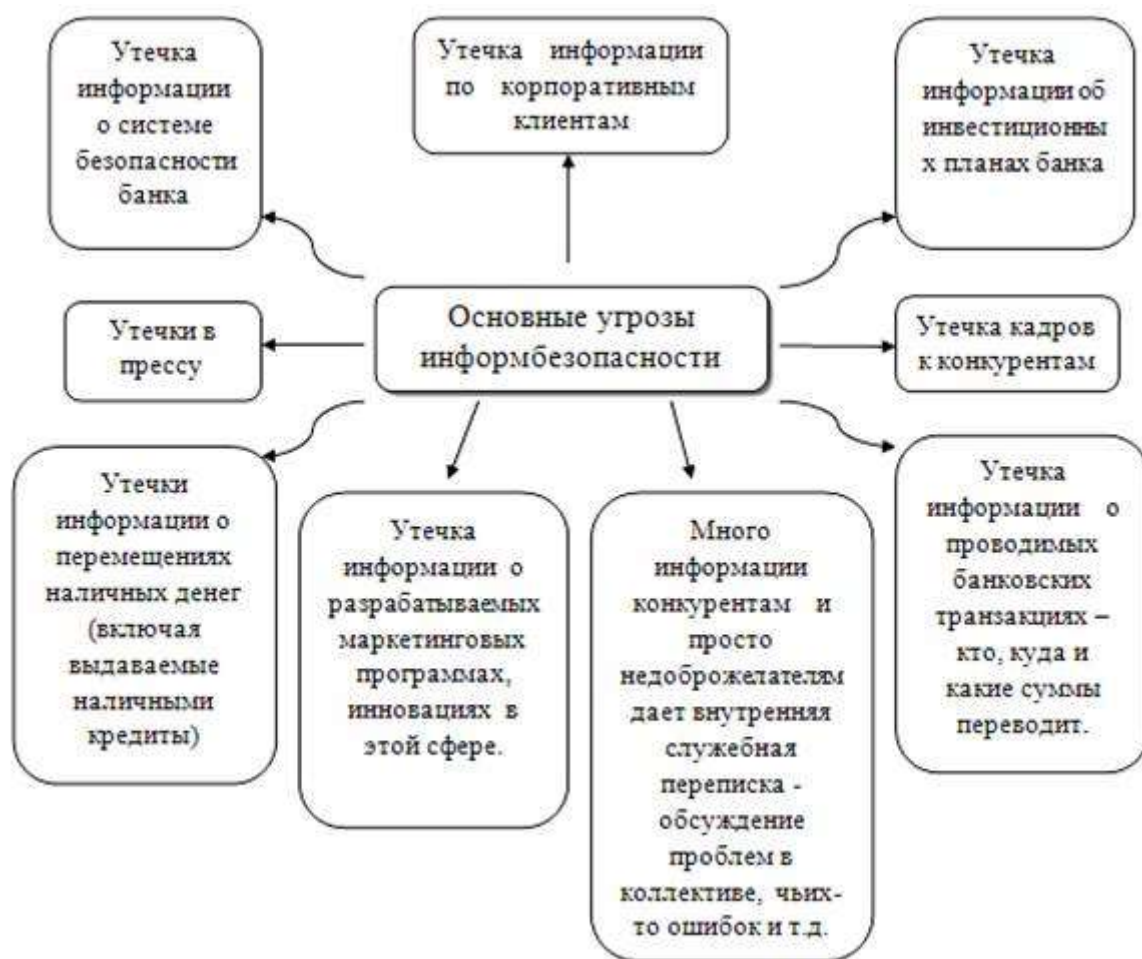 Утечка
информации
о системе
безопасности
банка
Утечка информации
по корпоративным
клиентам
Утечка
информации об
инвестиционны
х планах банка
Утечки в
прессу
Основные угрозы
информбезопасности
Утечка кадров
к конкурентам
Утечки
информации о
перемещениях
наличных денег
(включая
выдаваемые
наличными
кредиты)
Утечка
информации о
разрабатываемых
маркетинговых
программах,
инновациях в
этой сфере.
Много
информации
конкурентам и
просто
недоброжелателям
дает внутренняя
служебная
переписка -
обсуждение
проблем в
коллективе, чьих-
то ошибок и т.д.
Утечка
информации о
проводимых
банковских
транзакциях –
кто, куда и
какие суммы
переводит.